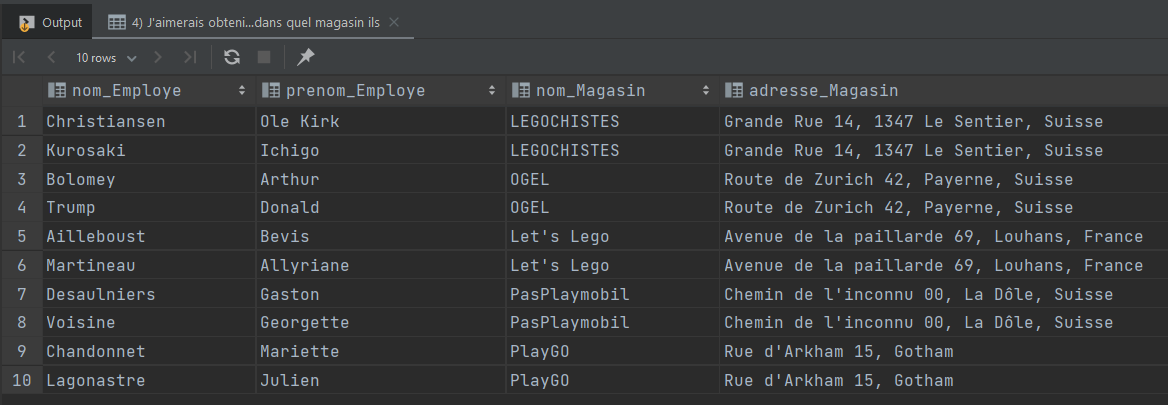 Output 4) J'aimerais obteni...dans quel magasin ils
10 rows
nom_Employe prenom_Employe nom_Magasin adresse_Magasin
1 Christiansen Ole Kirk LEGOCHISTES Grande Rue 14, 1347 Le Sentier, Suisse
2 Kurosaki Ichigo LEGOCHISTES Grande Rue 14, 1347 Le Sentier, Suisse
3 Bolomey Arthur OGEL Route de Zurich 42, Payerne, Suisse
4 Trump Donald OGEL Route de Zurich 42, Payerne, Suisse
5 Ailleboust Bevis Let's Lego Avenue de la paillarde 69, Louhans, France
6 Martineau Allyriane Let's Lego Avenue de la paillarde 69, Louhans, France
7 Desaulniers Gaston PasPlaymobil Chemin de l'inconnu 00, La Dôle, Suisse
8 Voisine Georgette PasPlaymobil Chemin de l'inconnu 00, La Dôle, Suisse
9 Chandonnet Mariette PlayGO Rue d'Arkham 15, Gotham
10 Lagonastre Julien PlayGO Rue d'Arkham 15, Gotham